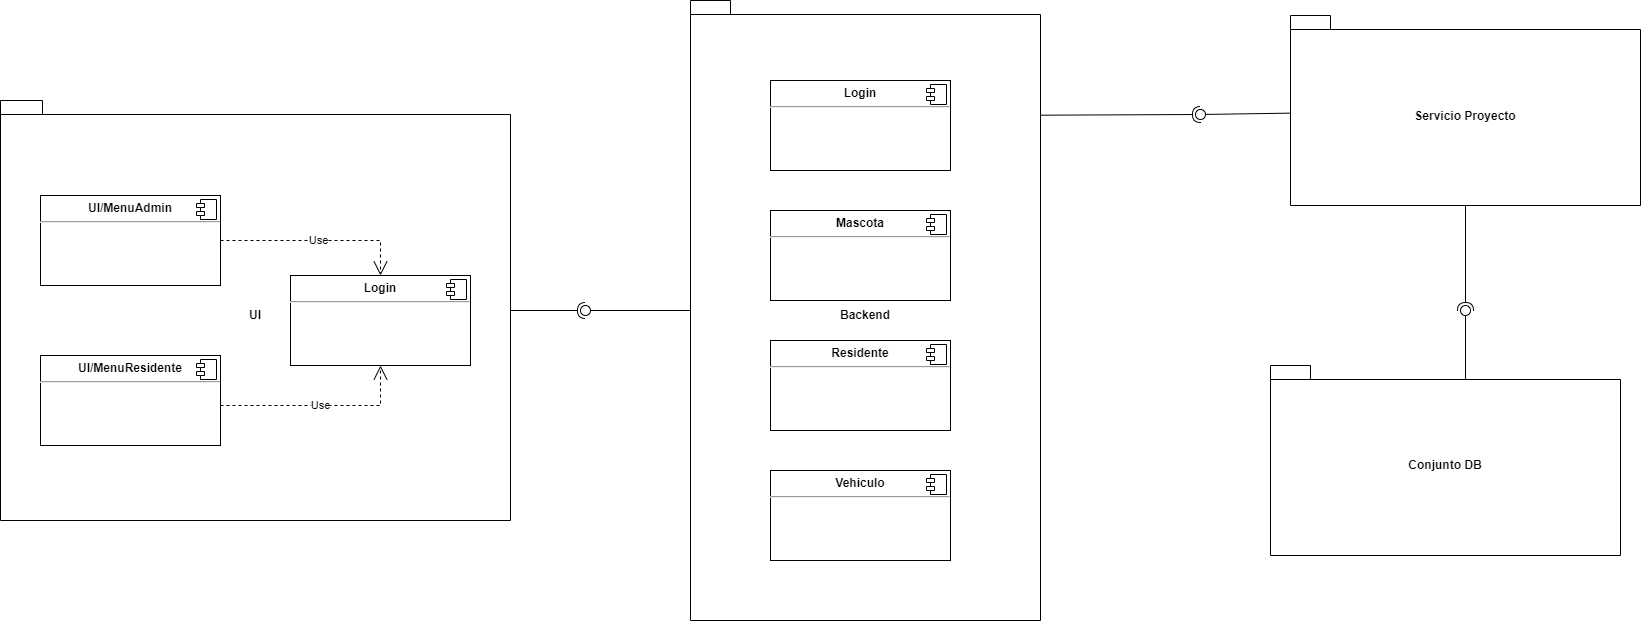 UI/MenuAdmin
Use
Login
UI
UI/MenuResidente
Use
Login
Mascota
Backend
Residente
Vehiculo
Servicio Proyecto
Conjunto DB